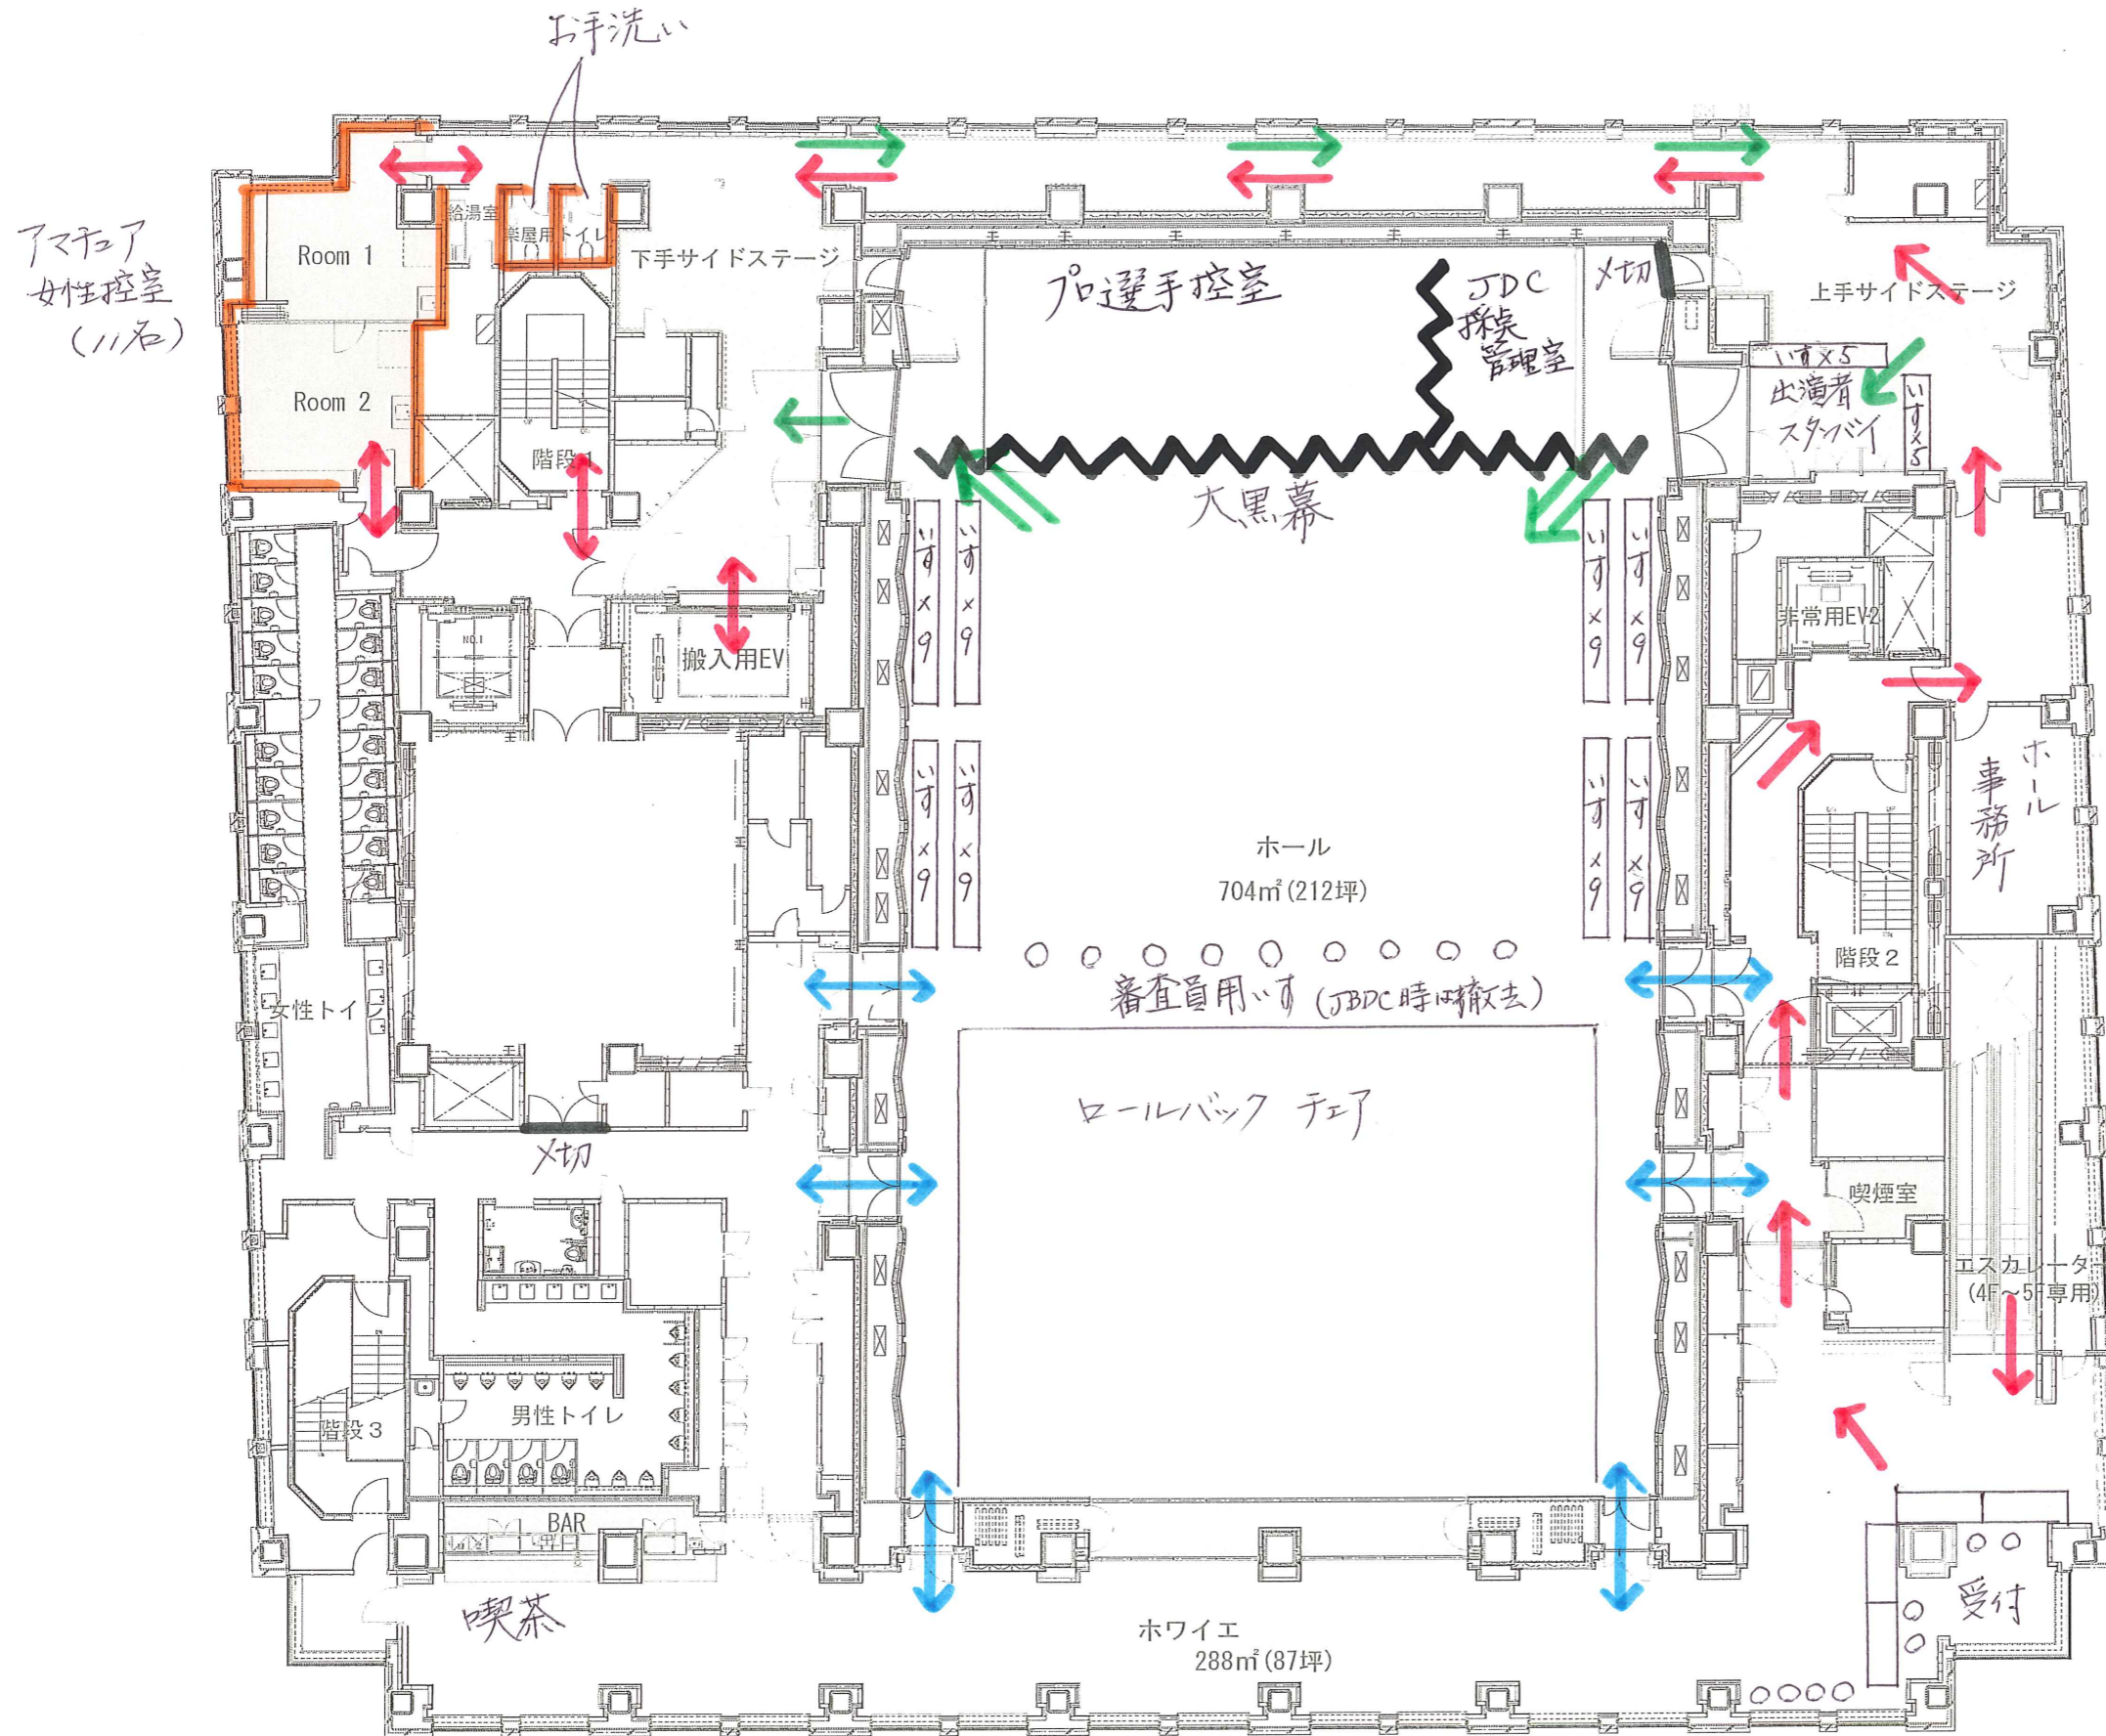 お手洗い
アマチュア
女性控室
(11名)
Room 1
給湯室
楽屋用トイレ
下手サイドステージ
プロ選手控室
JDC
採点
管理室
〆切
上手サイドステージ
いす×5
出演者
スタンバイ
いす×5
Room 2
階段1
大黒幕
いす×9
いす×9
いす×9
いす×9
非常用EV2
NO.1
搬入用EV
いす×9
いす×9
いす×9
いす×9
ホール
事務所
ホール
704㎡(212坪)
階段2
審査員用いす(JBDC時は撤去)
女性トイレ
ロールバック チェア
〆切
喫煙室
エスカレーター
(4F～5F専用)
階段3
男性トイレ
BAR
喫茶
受付
ホワイエ
288㎡(87坪)